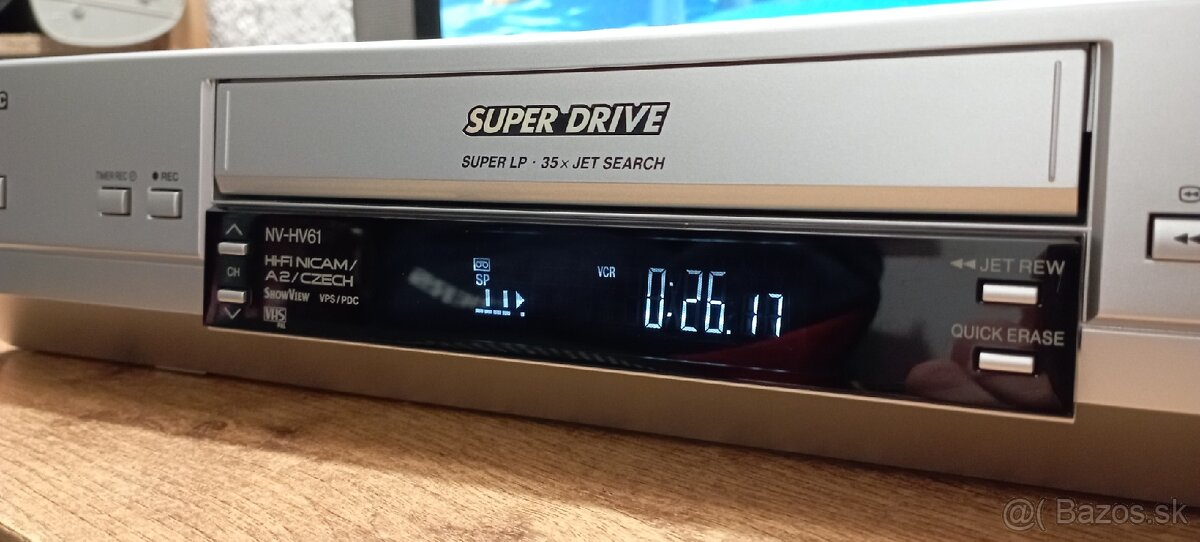 SUPER DRIVE
SUPER LP · 35× JET SEARCH
TIMER REC
● REC
NV-HV61
CH
HI-FI NICAM/
A2/CZECH
SHOWVIEW VPS/PDC
VHS
PAL
SP
VCR
0:26.17
◀◀ JET REW
QUICK ERASE
@( Bazos.sk